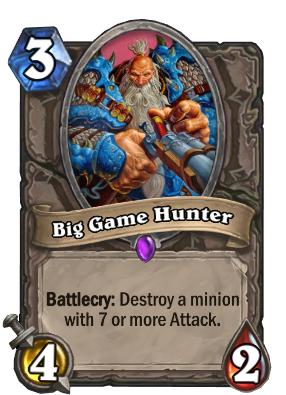 3
Big Game Hunter
Battlecry: Destroy a minion
with 7 or more Attack.
4
2